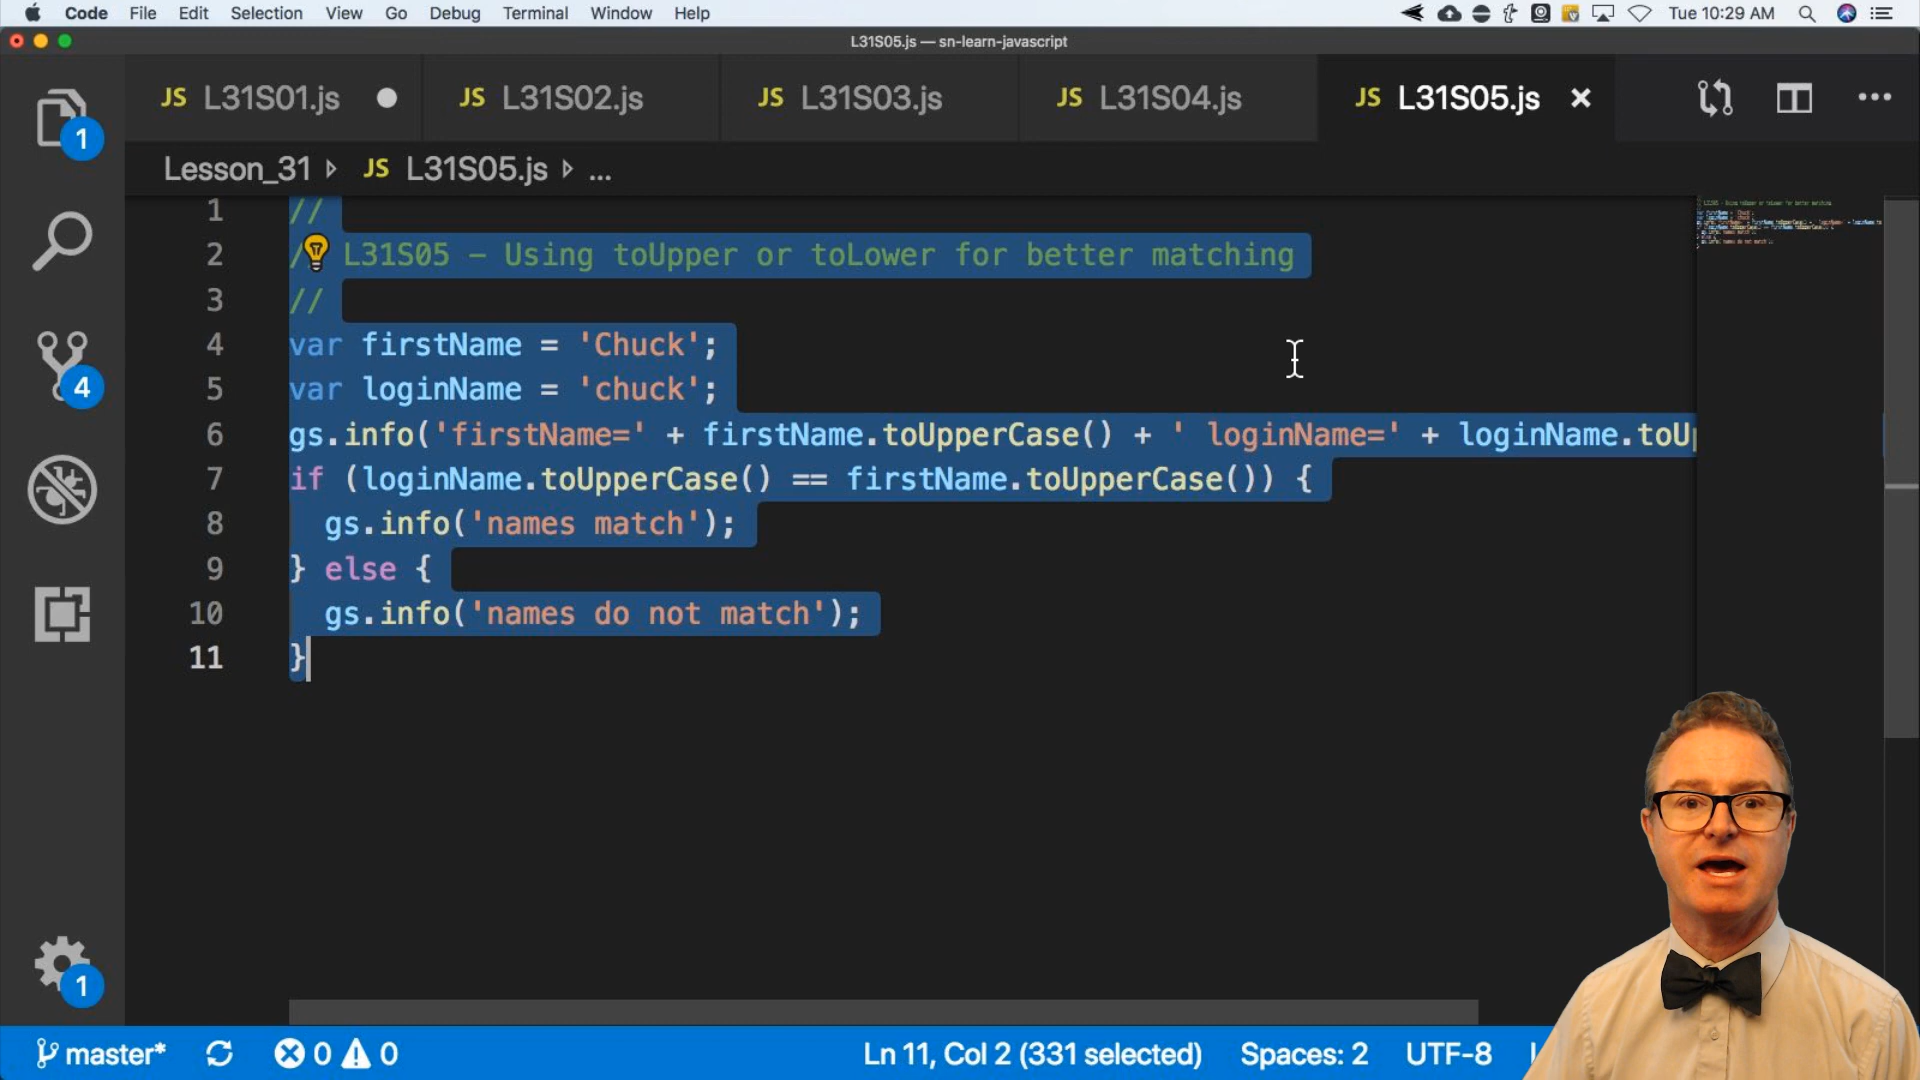 Code File Edit Selection View Go Debug Terminal Window Help Tue 10:29 AM
L31S05.js — sn-learn-javascript
JS L31S01.js JS L31S02.js JS L31S03.js JS L31S04.js JS L31S05.js
1
Lesson_31 JS L31S05.js ...
1 //
2 / L31S05 - Using toUpper or toLower for better matching
3 //
4 var firstName = 'Chuck';
5 var loginName = 'chuck';
6 gs.info('firstName=' + firstName.toUpperCase() + ' loginName=' + loginName.toUp
7 if (loginName.toUpperCase() == firstName.toUpperCase()) {
8 gs.info('names match');
9 } else {
10 gs.info('names do not match');
11 }
4
1
master* 0 0 Ln 11, Col 2 (331 selected) Spaces: 2 UTF-8